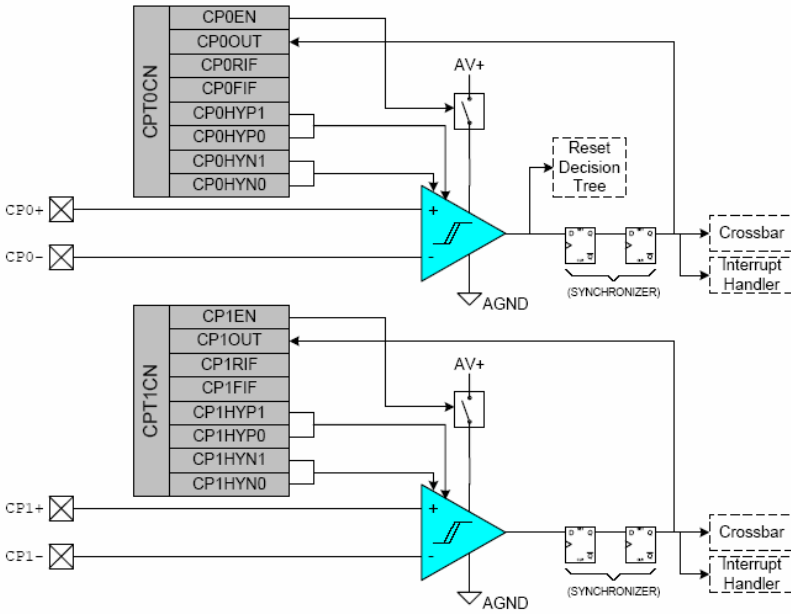 CPT0CN
CP0EN
CP0OUT
CP0RIF
CP0FIF
CP0HYP1
CP0HYP0
CP0HYN1
CP0HYN0
AV+
Reset
Decision
Tree
CP0+
+
CP0-
-
Crossbar
Interrupt
Handler
(SYNCHRONIZER)
AGND
CPT1CN
CP1EN
CP1OUT
CP1RIF
CP1FIF
CP1HYP1
CP1HYP0
CP1HYN1
CP1HYN0
AV+
CP1+
+
CP1-
-
Crossbar
Interrupt
Handler
(SYNCHRONIZER)
AGND